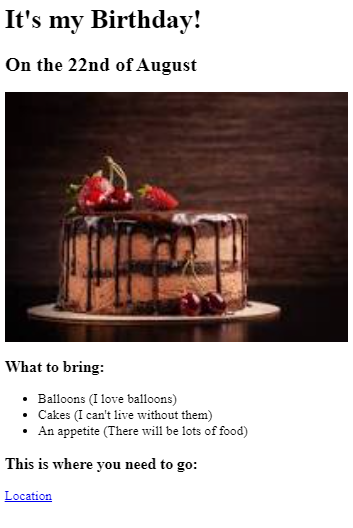 It's my Birthday!
On the 22nd of August
What to bring:
Balloons (I love balloons)
Cakes (I can't live without them)
An appetite (There will be lots of food)
This is where you need to go:
Location